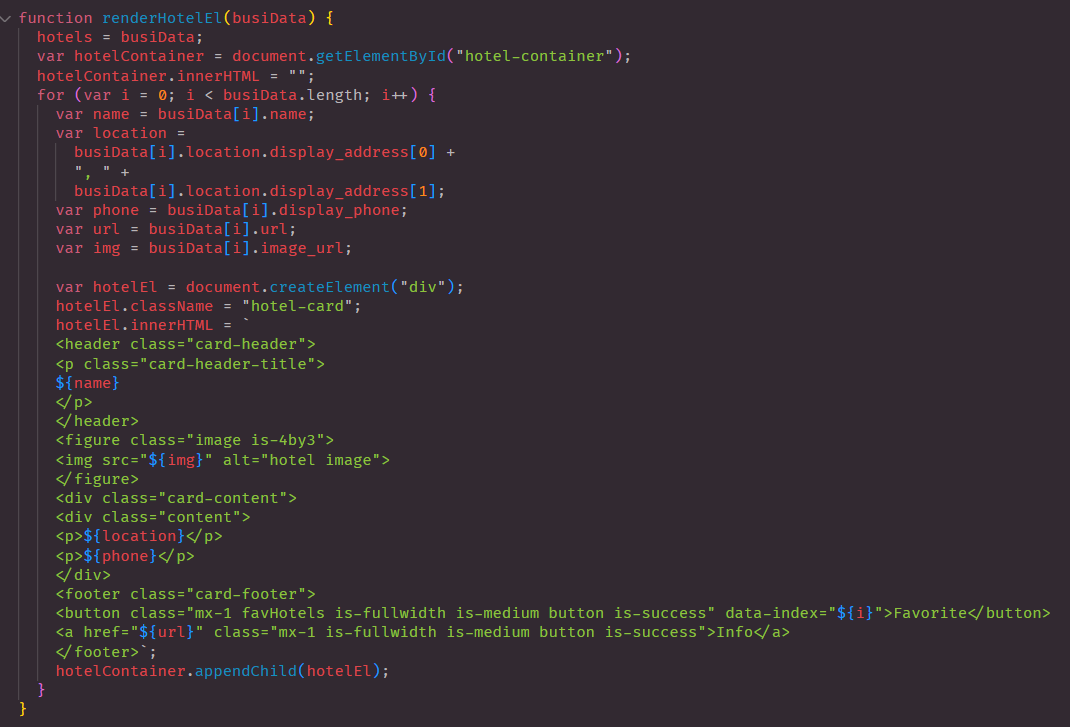 function renderHotelEl(busiData) {
  hotels = busiData;
  var hotelContainer = document.getElementById("hotel-container");
  hotelContainer.innerHTML = "";
  for (var i = 0; i < busiData.length; i++) {
    var name = busiData[i].name;
    var location =
      busiData[i].location.display_address[0] +
      ", " +
      busiData[i].location.display_address[1];
    var phone = busiData[i].display_phone;
    var url = busiData[i].url;
    var img = busiData[i].image_url;

    var hotelEl = document.createElement("div");
    hotelEl.className = "hotel-card";
    hotelEl.innerHTML = `
    <header class="card-header">
    <p class="card-header-title">
    ${name}
    </p>
    </header>
    <figure class="image is-4by3">
    <img src="${img}" alt="hotel image">
    </figure>
    <div class="card-content">
    <div class="content">
    <p>${location}</p>
    <p>${phone}</p>
    </div>
    <footer class="card-footer">
    <button class="mx-1 favHotels is-fullwidth is-medium button is-success" data-index="${i}">Favorite</button>
    <a href="${url}" class="mx-1 is-fullwidth is-medium button is-success">Info</a>
    </footer>`;
    hotelContainer.appendChild(hotelEl);
  }
}